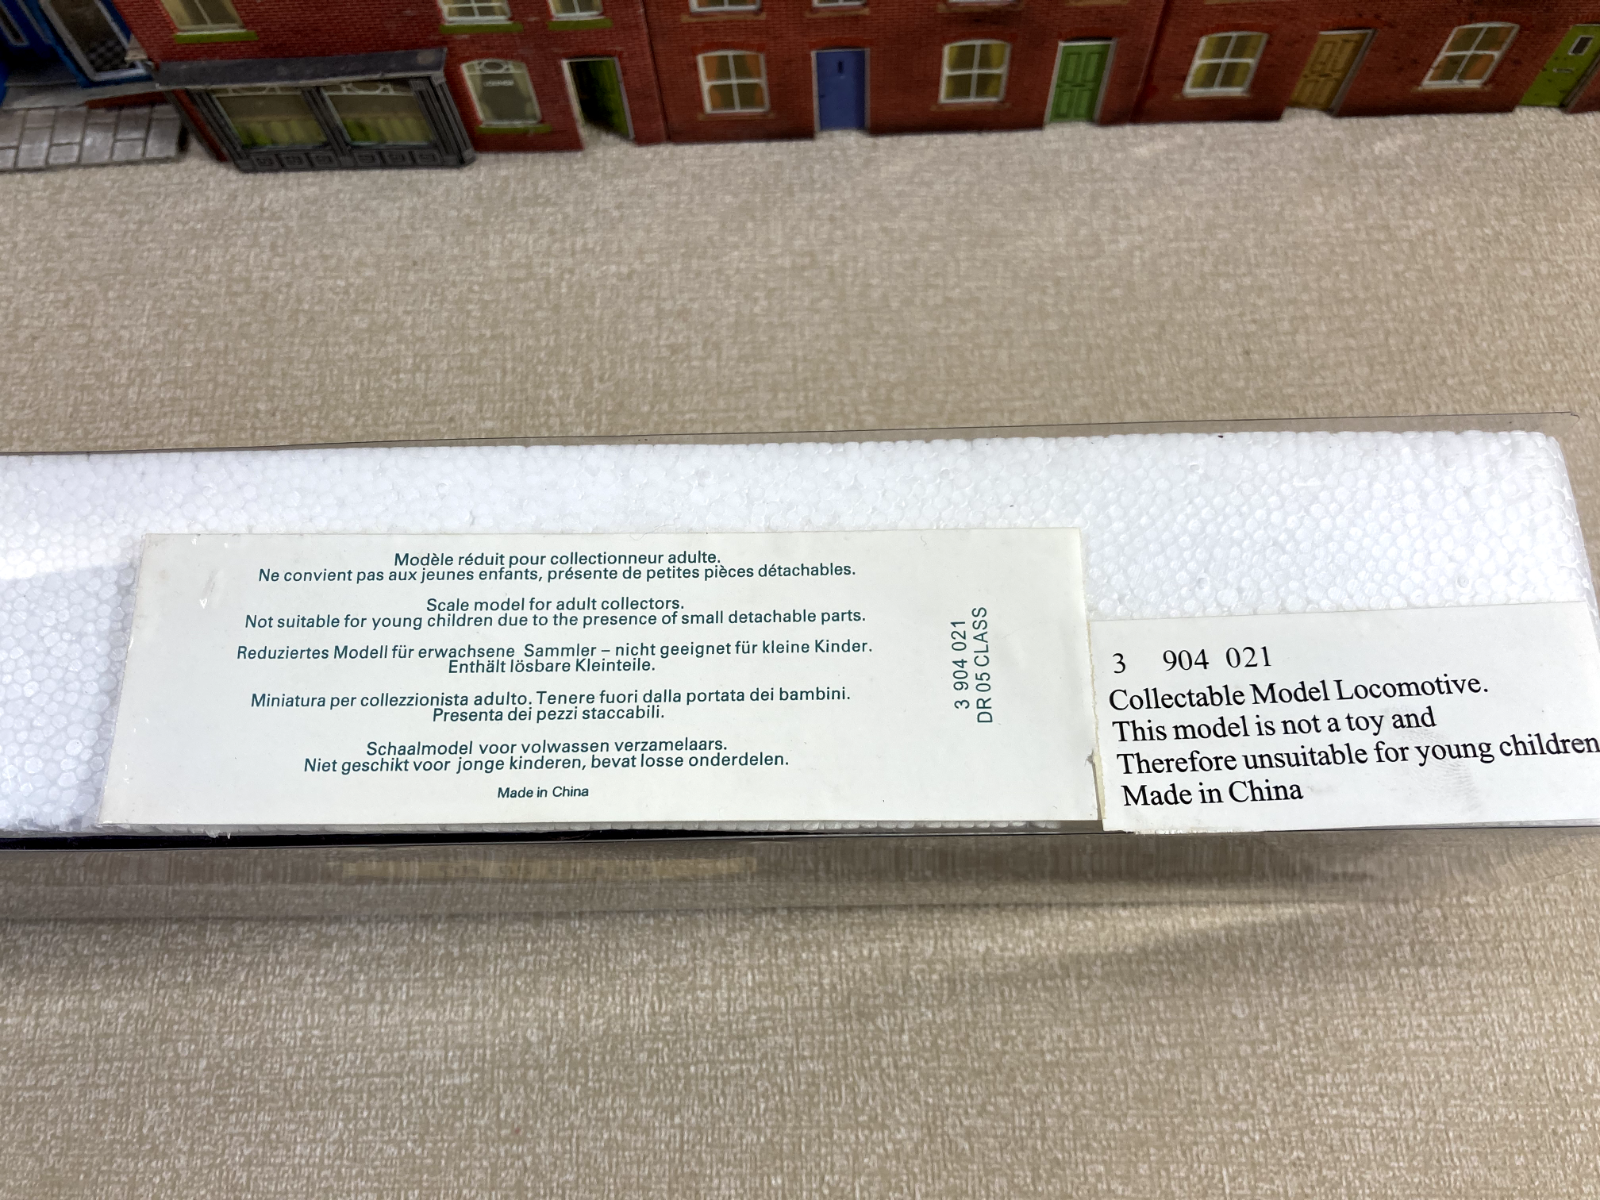 Modèle réduit pour collectionneur adulte.
Ne convient pas aux jeunes enfants, présente de petites pièces détachables.
Scale model for adult collectors.
Not suitable for young children due to the presence of small detachable parts.
Reduziertes Modell für erwachsene Sammler – nicht geeignet für kleine Kinder.
Enthält lösbare Kleinteile.
Miniatura per collezzionista adulto. Tenere fuori dalla portata dei bambini.
Presenta dei pezzi staccabili.
Schaalmodel voor volwassen verzamelaars.
Niet geschikt voor jonge kinderen, bevat losse onderdelen.
Made in China
3 904 021
DR 05 CLASS
3 904 021
Collectable Model Locomotive.
This model is not a toy and
Therefore unsuitable for young children
Made in China